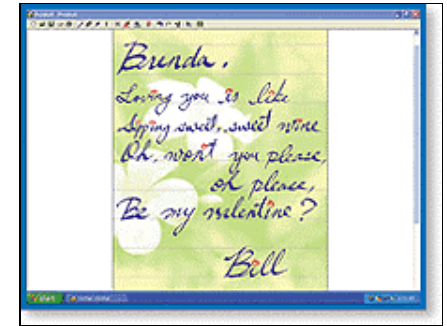 Brenda,
Loving you is like
Sipping sweet, sweet wine
Oh, won't you please,
oh please,
Be my valentine?
Bill
start